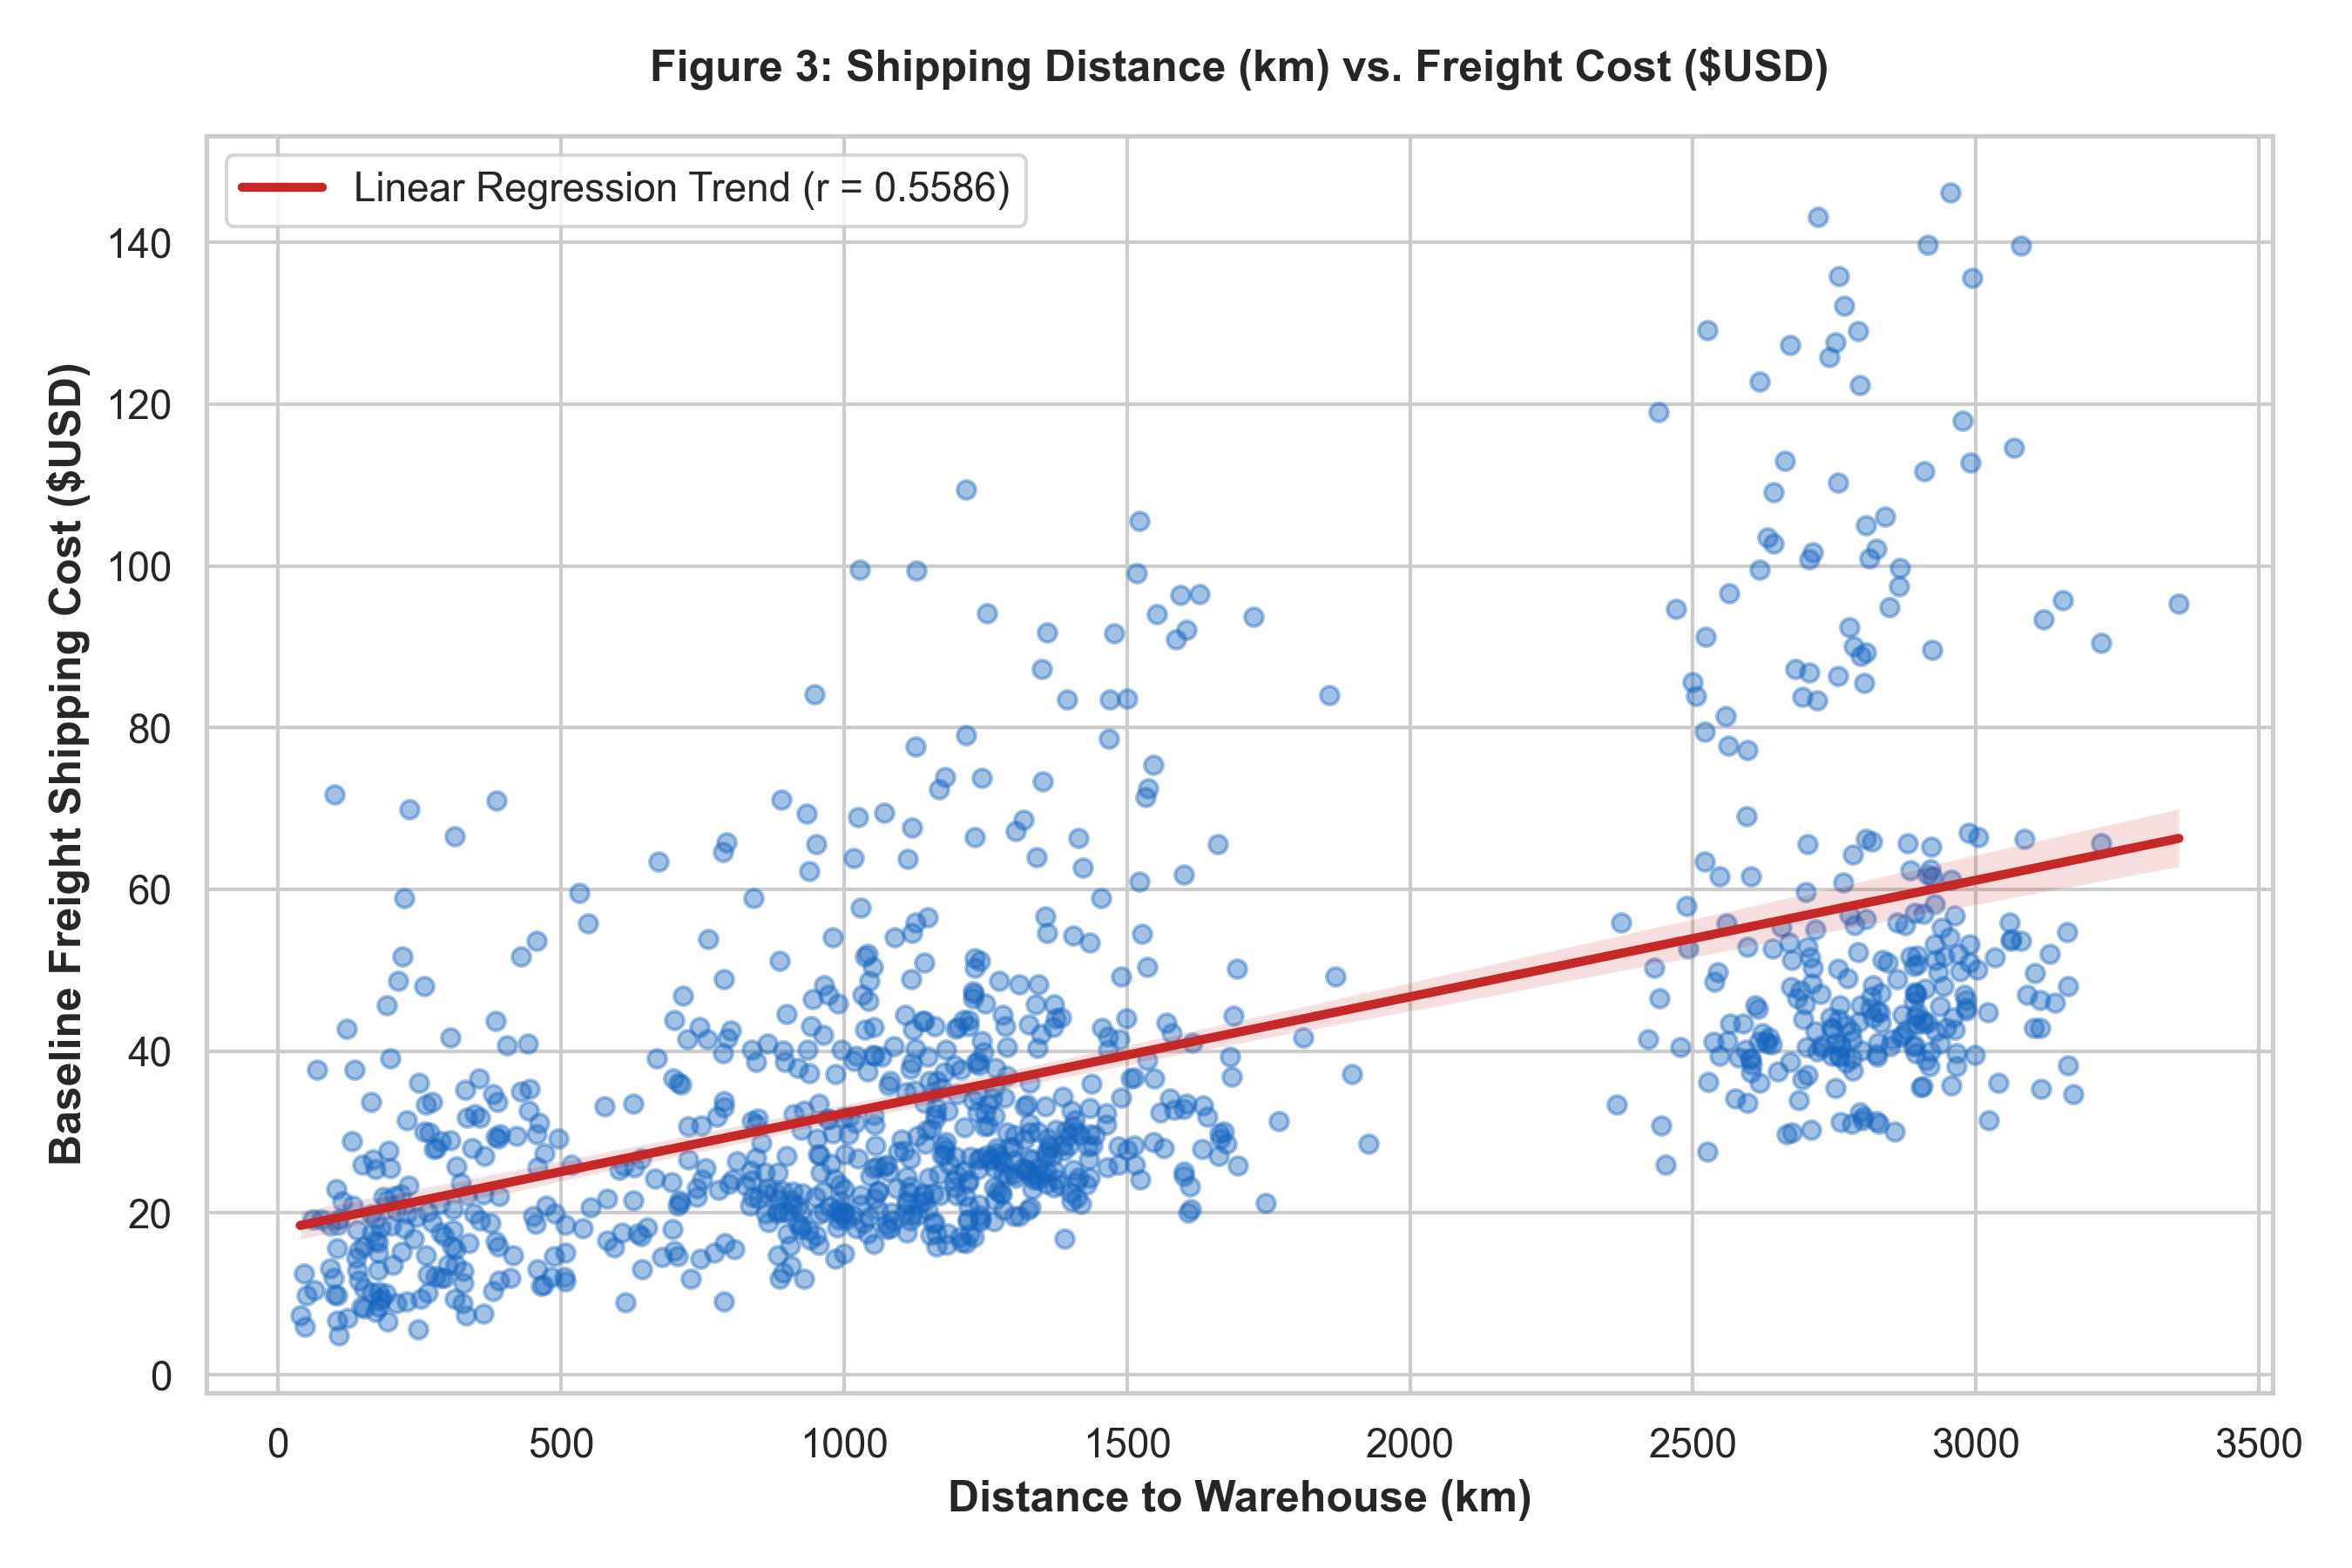 Figure 3: Shipping Distance (km) vs. Freight Cost ($USD)
Linear Regression Trend (r = 0.5586)
Baseline Freight Shipping Cost ($USD)
140
120
100
80
60
40
20
0
0 500 1000 1500 2000 2500 3000 3500
Distance to Warehouse (km)